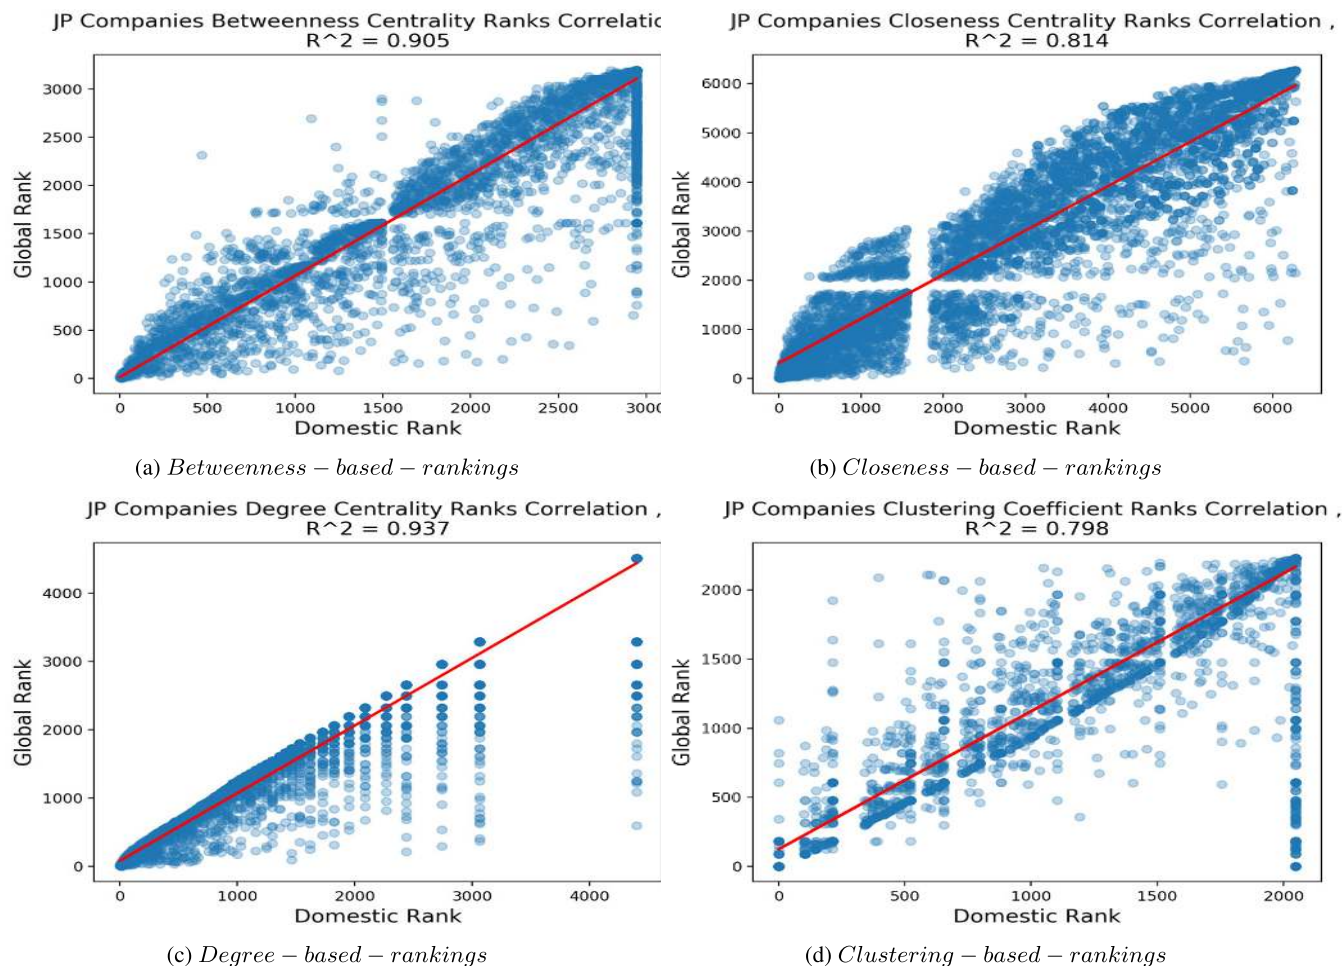 JP Companies Betweenness Centrality Ranks Correlatio
R^2 = 0.905
Global Rank
3000
2500
2000
1500
1000
500
0
0 500 1000 1500 2000 2500 3000
Domestic Rank
(a) Betweenness − based − rankings
JP Companies Closeness Centrality Ranks Correlation ,
R^2 = 0.814
Global Rank
6000
5000
4000
3000
2000
1000
0
0 1000 2000 3000 4000 5000 6000
Domestic Rank
(b) Closeness − based − rankings
JP Companies Degree Centrality Ranks Correlation ,
R^2 = 0.937
Global Rank
4000
3000
2000
1000
0
0 1000 2000 3000 4000
Domestic Rank
(c) Degree − based − rankings
JP Companies Clustering Coefficient Ranks Correlation ,
R^2 = 0.798
Global Rank
2000
1500
1000
500
0
0 500 1000 1500 2000
Domestic Rank
(d) Clustering − based − rankings